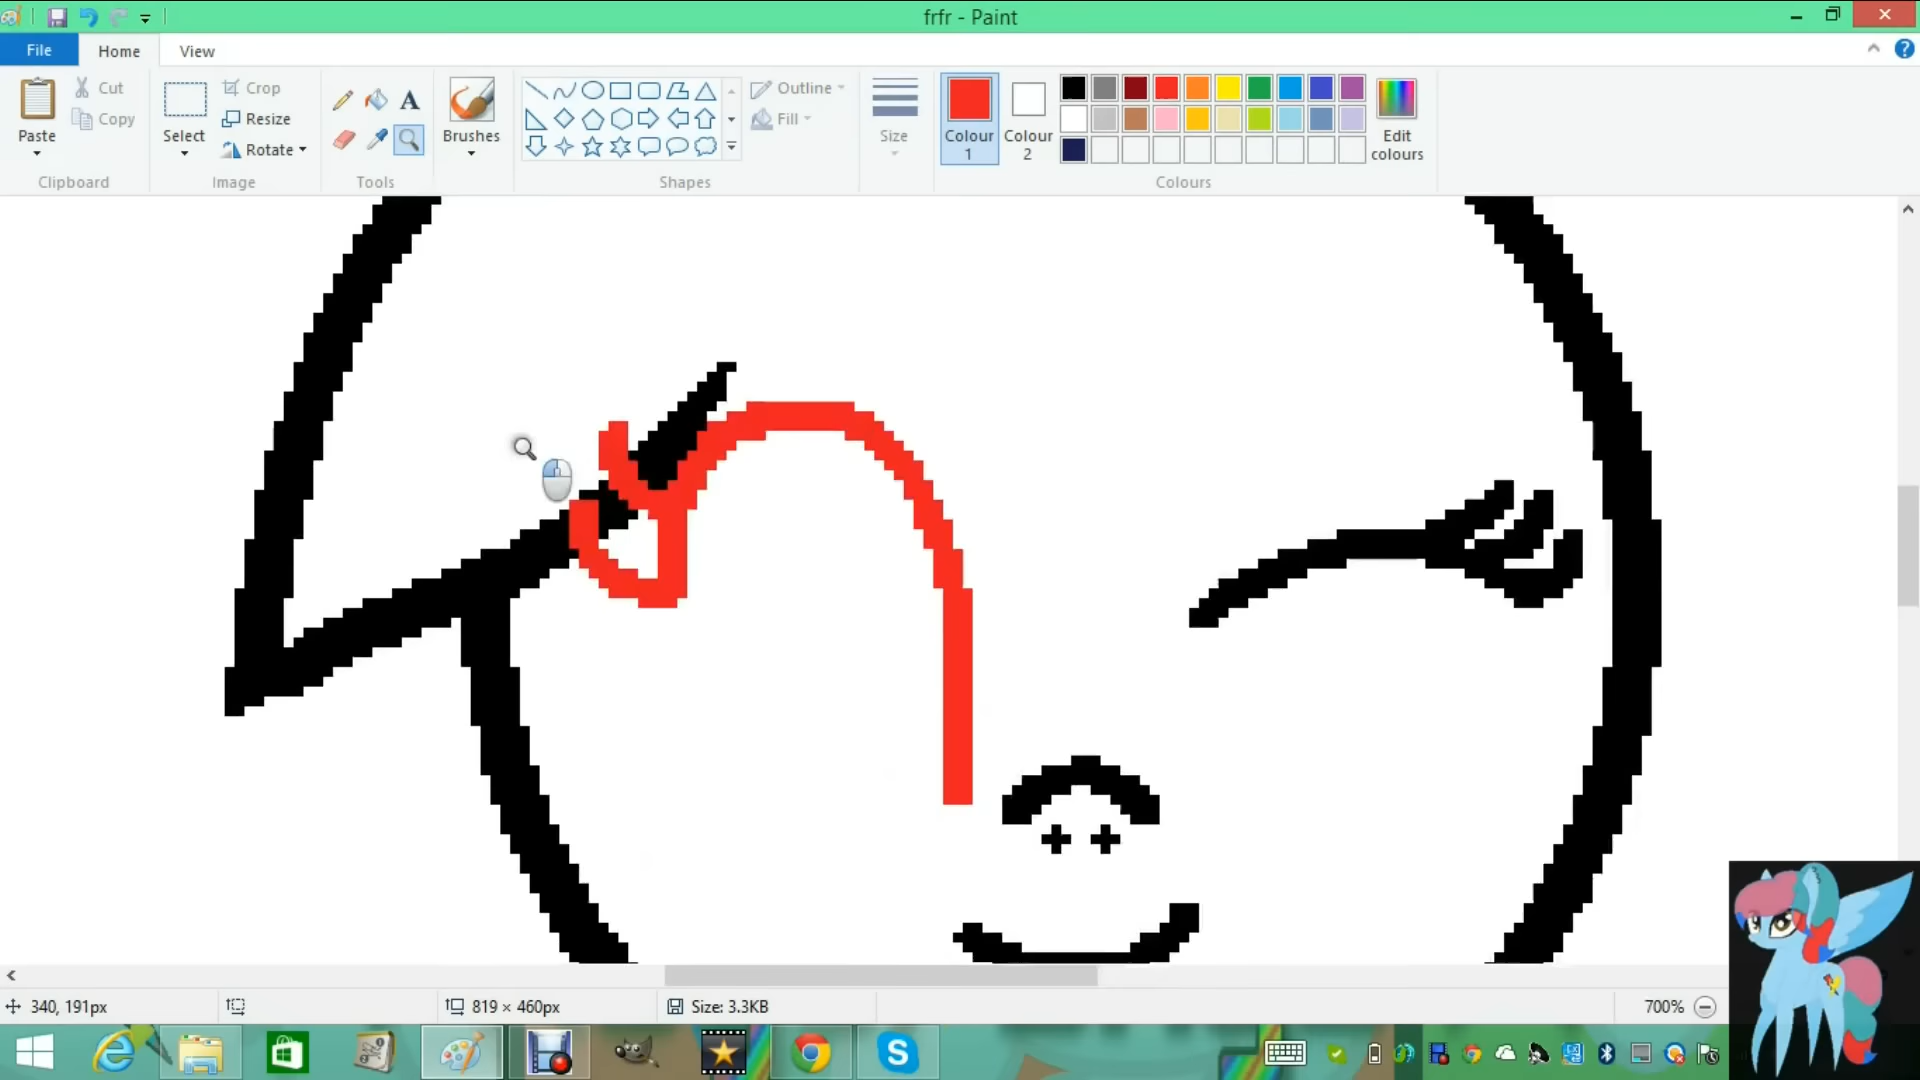 frfr - Paint
File Home View
Paste
Cut
Copy
Clipboard
Select
Crop
Resize
Rotate
Image
A
Tools
Brushes
Shapes
Outline
Fill
Size
Colour 1
Colour 2
Edit colours
Colours
340, 191px
819 × 460px
Size: 3.3KB
700%